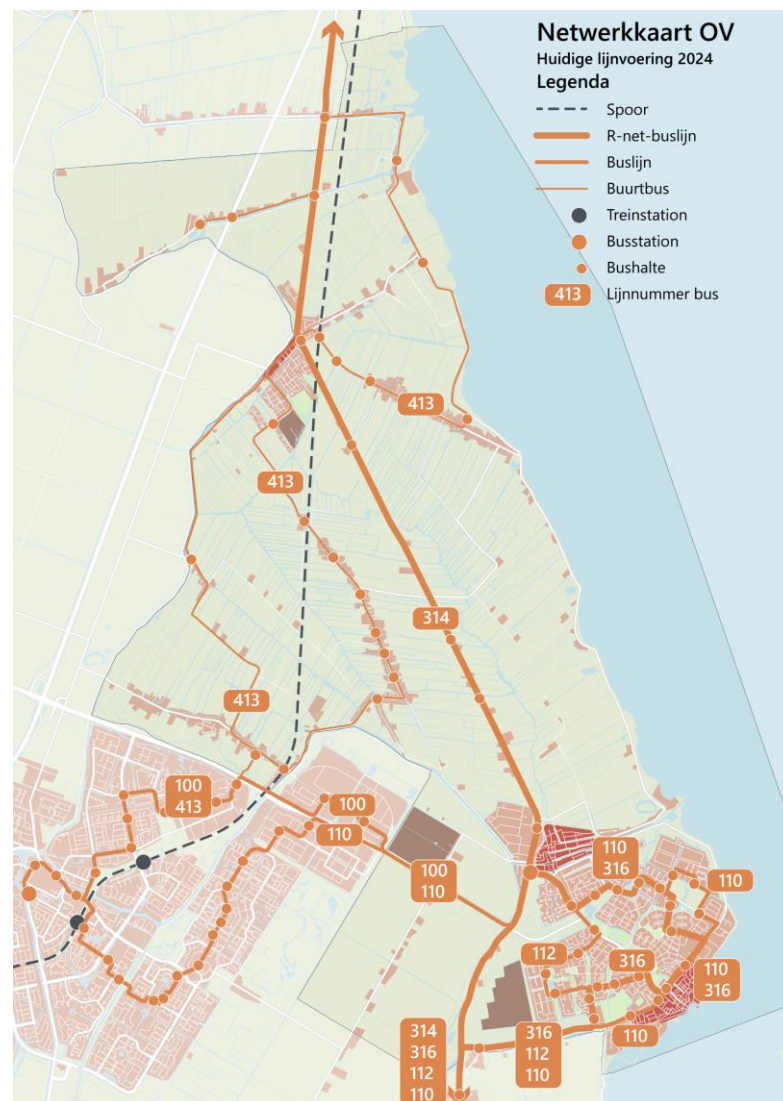 Netwerkkaart OV
Huidige lijnvoering 2024
Legenda
Spoor
R-net-buslijn
Buslijn
Buurtbus
Treinstation
Busstation
Bushalte
413 Lijnnummer bus
413
413
314
413
100
413
100
110
100
110
110
316
110
112
316
110
316
110
314
316
112
110
316
112
110